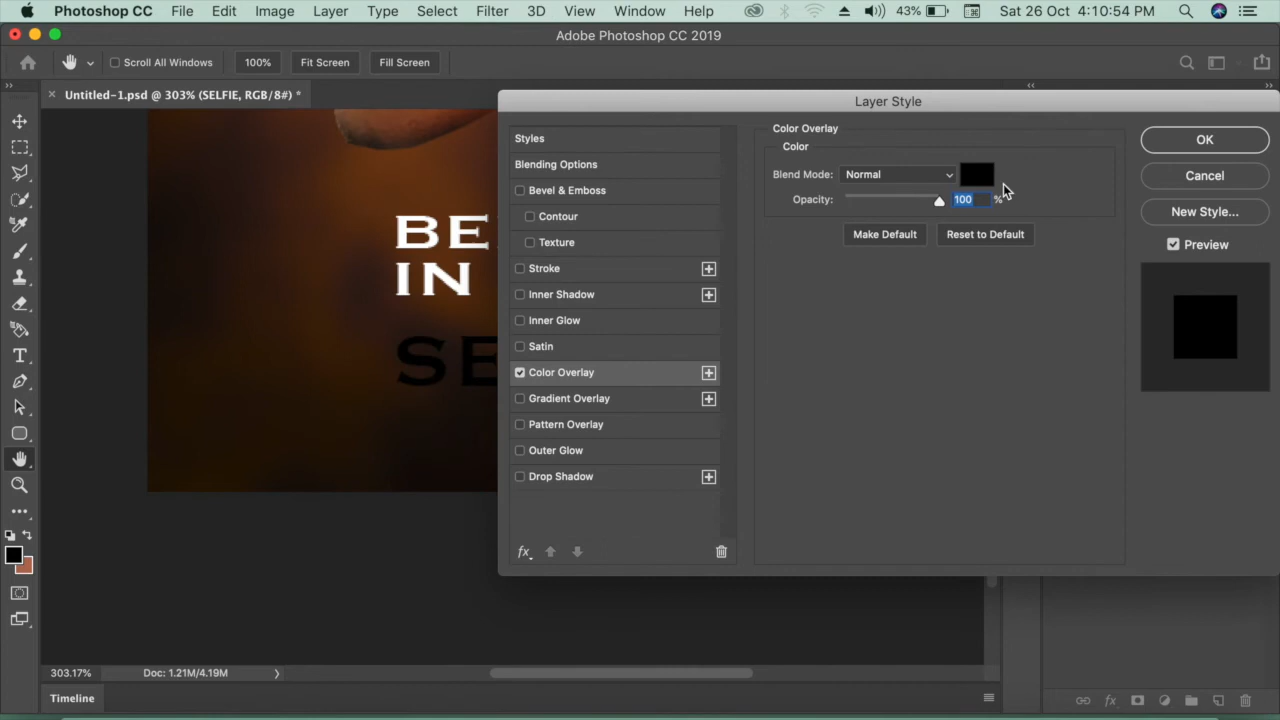 Photoshop CC File Edit Image Layer Type Select Filter 3D View Window Help 43% Sat 26 Oct 4:10:54 PM
Adobe Photoshop CC 2019
Scroll All Windows 100% Fit Screen Fill Screen
Untitled-1.psd @ 303% (SELFIE, RGB/8#) *
Layer Style
Styles
Blending Options
Bevel & Emboss
Contour
Texture
Stroke
Inner Shadow
Inner Glow
Satin
Color Overlay
Gradient Overlay
Pattern Overlay
Outer Glow
Drop Shadow
fx
Color Overlay
Color
Blend Mode: Normal
Opacity: 100 %
Make Default Reset to Default
OK
Cancel
New Style...
Preview
BE
IN
SE
303.17% Doc: 1.21M/4.19M
Timeline
fx